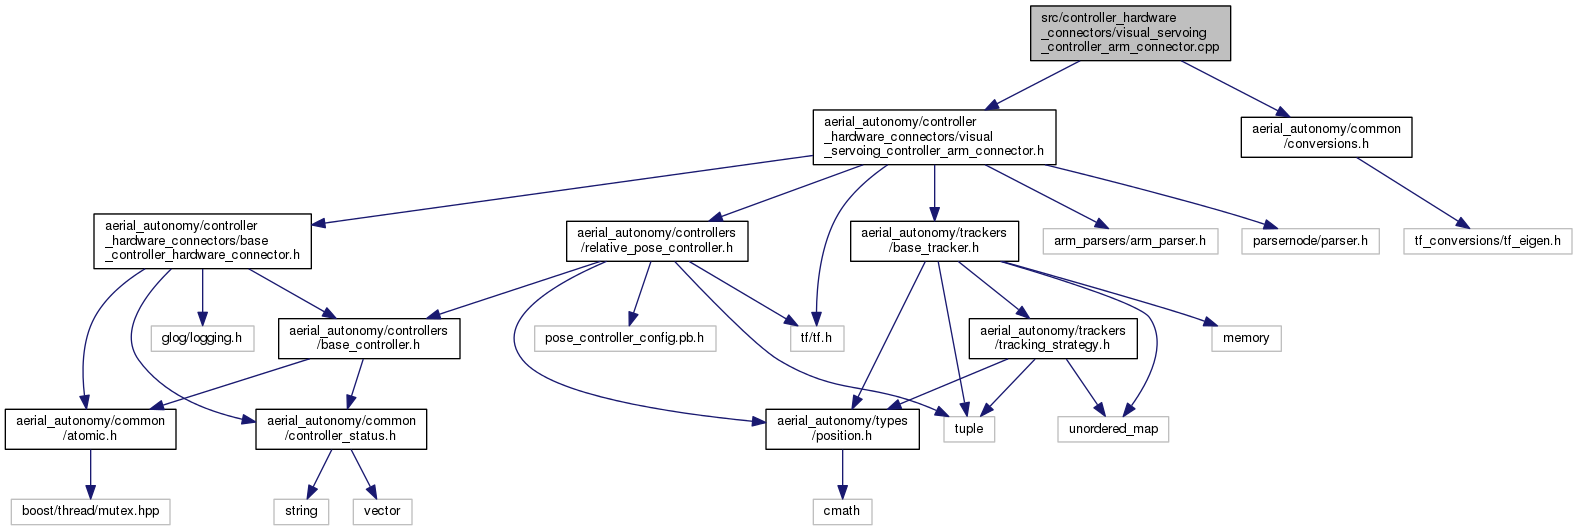 src/controller_hardware
_connectors/visual_servoing
_controller_arm_connector.cpp
aerial_autonomy/controller
_hardware_connectors/visual
_servoing_controller_arm_connector.h
aerial_autonomy/common
/conversions.h
aerial_autonomy/controller
_hardware_connectors/base
_controller_hardware_connector.h
aerial_autonomy/controllers
/relative_pose_controller.h
aerial_autonomy/trackers
/base_tracker.h
arm_parsers/arm_parser.h
parsernode/parser.h
tf_conversions/tf_eigen.h
glog/logging.h
aerial_autonomy/controllers
/base_controller.h
pose_controller_config.pb.h
tf/tf.h
aerial_autonomy/trackers
/tracking_strategy.h
memory
aerial_autonomy/common
/atomic.h
aerial_autonomy/common
/controller_status.h
aerial_autonomy/types
/position.h
tuple
unordered_map
boost/thread/mutex.hpp
string
vector
cmath